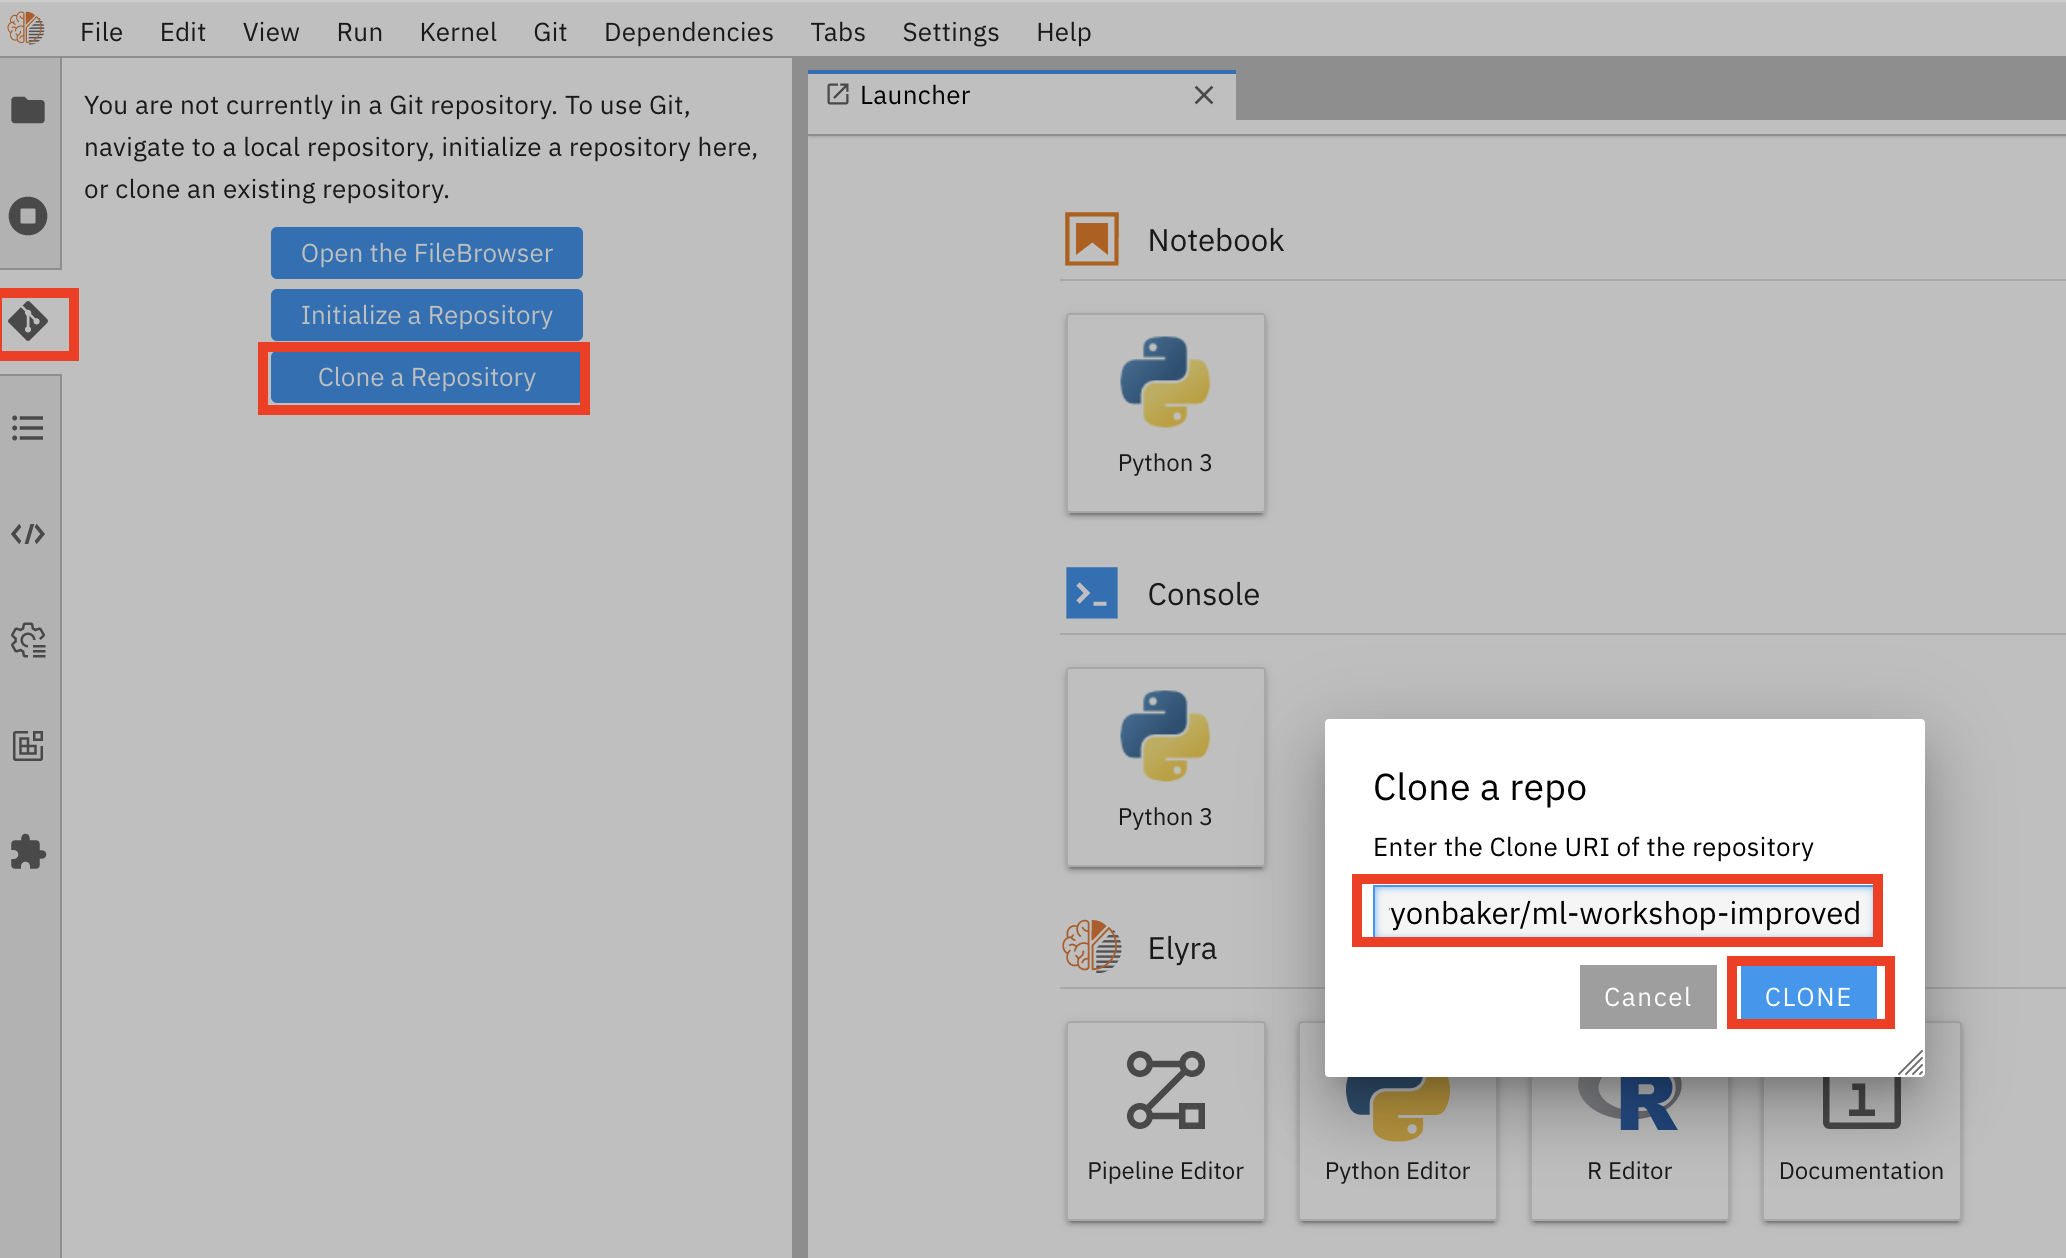 File Edit View Run Kernel Git Dependencies Tabs Settings Help
You are not currently in a Git repository. To use Git,
navigate to a local repository, initialize a repository here,
or clone an existing repository.
Open the FileBrowser
Initialize a Repository
Clone a Repository
Launcher
Notebook
Python 3
Console
Python 3
Elyra
Pipeline Editor
Python Editor
R Editor
Documentation
Clone a repo
Enter the Clone URI of the repository
yonbaker/ml-workshop-improved
Cancel
CLONE